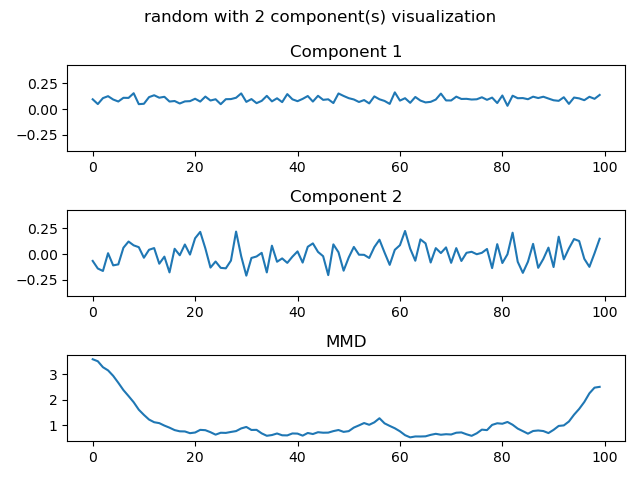 random with 2 component(s) visualization
Component 1
0.25
0.00
−0.25
0 20 40 60 80 100
Component 2
0.25
0.00
−0.25
0 20 40 60 80 100
MMD
3
2
1
0 20 40 60 80 100